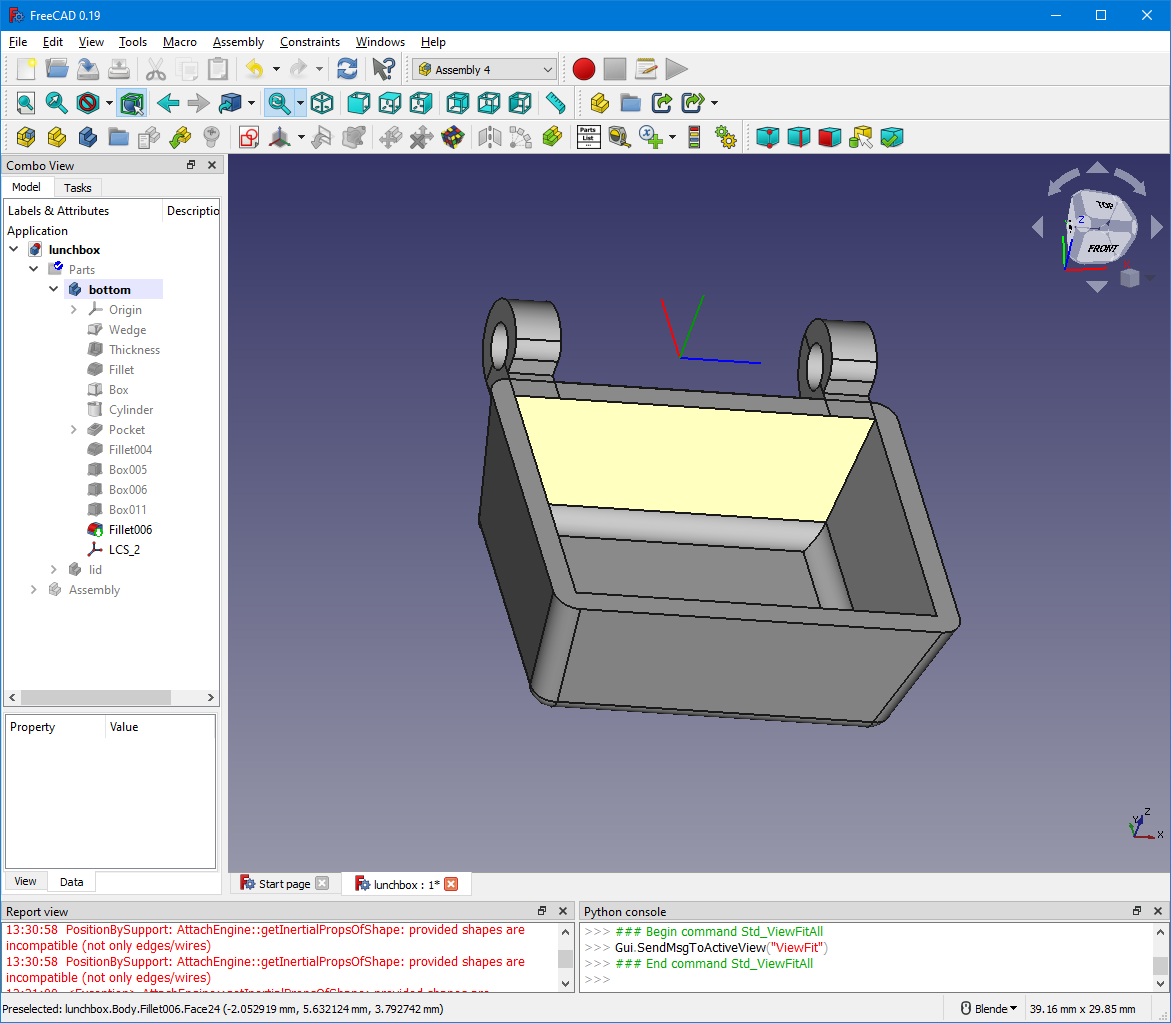 FreeCAD 0.19
File Edit View Tools Macro Assembly Constraints Windows Help
Assembly 4
Parts
List
Combo View
Model Tasks
Labels & Attributes Descriptio
Application
lunchbox
Parts
bottom
Origin
Wedge
Thickness
Fillet
Box
Cylinder
Pocket
Fillet004
Box005
Box006
Box011
Fillet006
LCS_2
lid
Assembly
Property Value
View Data
TOP
FRONT
Z
X
Z
Y
X
Start page
lunchbox : 1*
Report view
13:30:58 PositionBySupport: AttachEngine::getInertialPropsOfShape: provided shapes are
incompatible (not only edges/wires)
13:30:58 PositionBySupport: AttachEngine::getInertialPropsOfShape: provided shapes are
incompatible (not only edges/wires)
Python console
>>> ### Begin command Std_ViewFitAll
>>> Gui.SendMsgToActiveView("ViewFit")
>>> ### End command Std_ViewFitAll
>>>
Preselected: lunchbox.Body.Fillet006.Face24 (-2.052919 mm, 5.632124 mm, 3.792742 mm)
Blende
39.16 mm x 29.85 mm